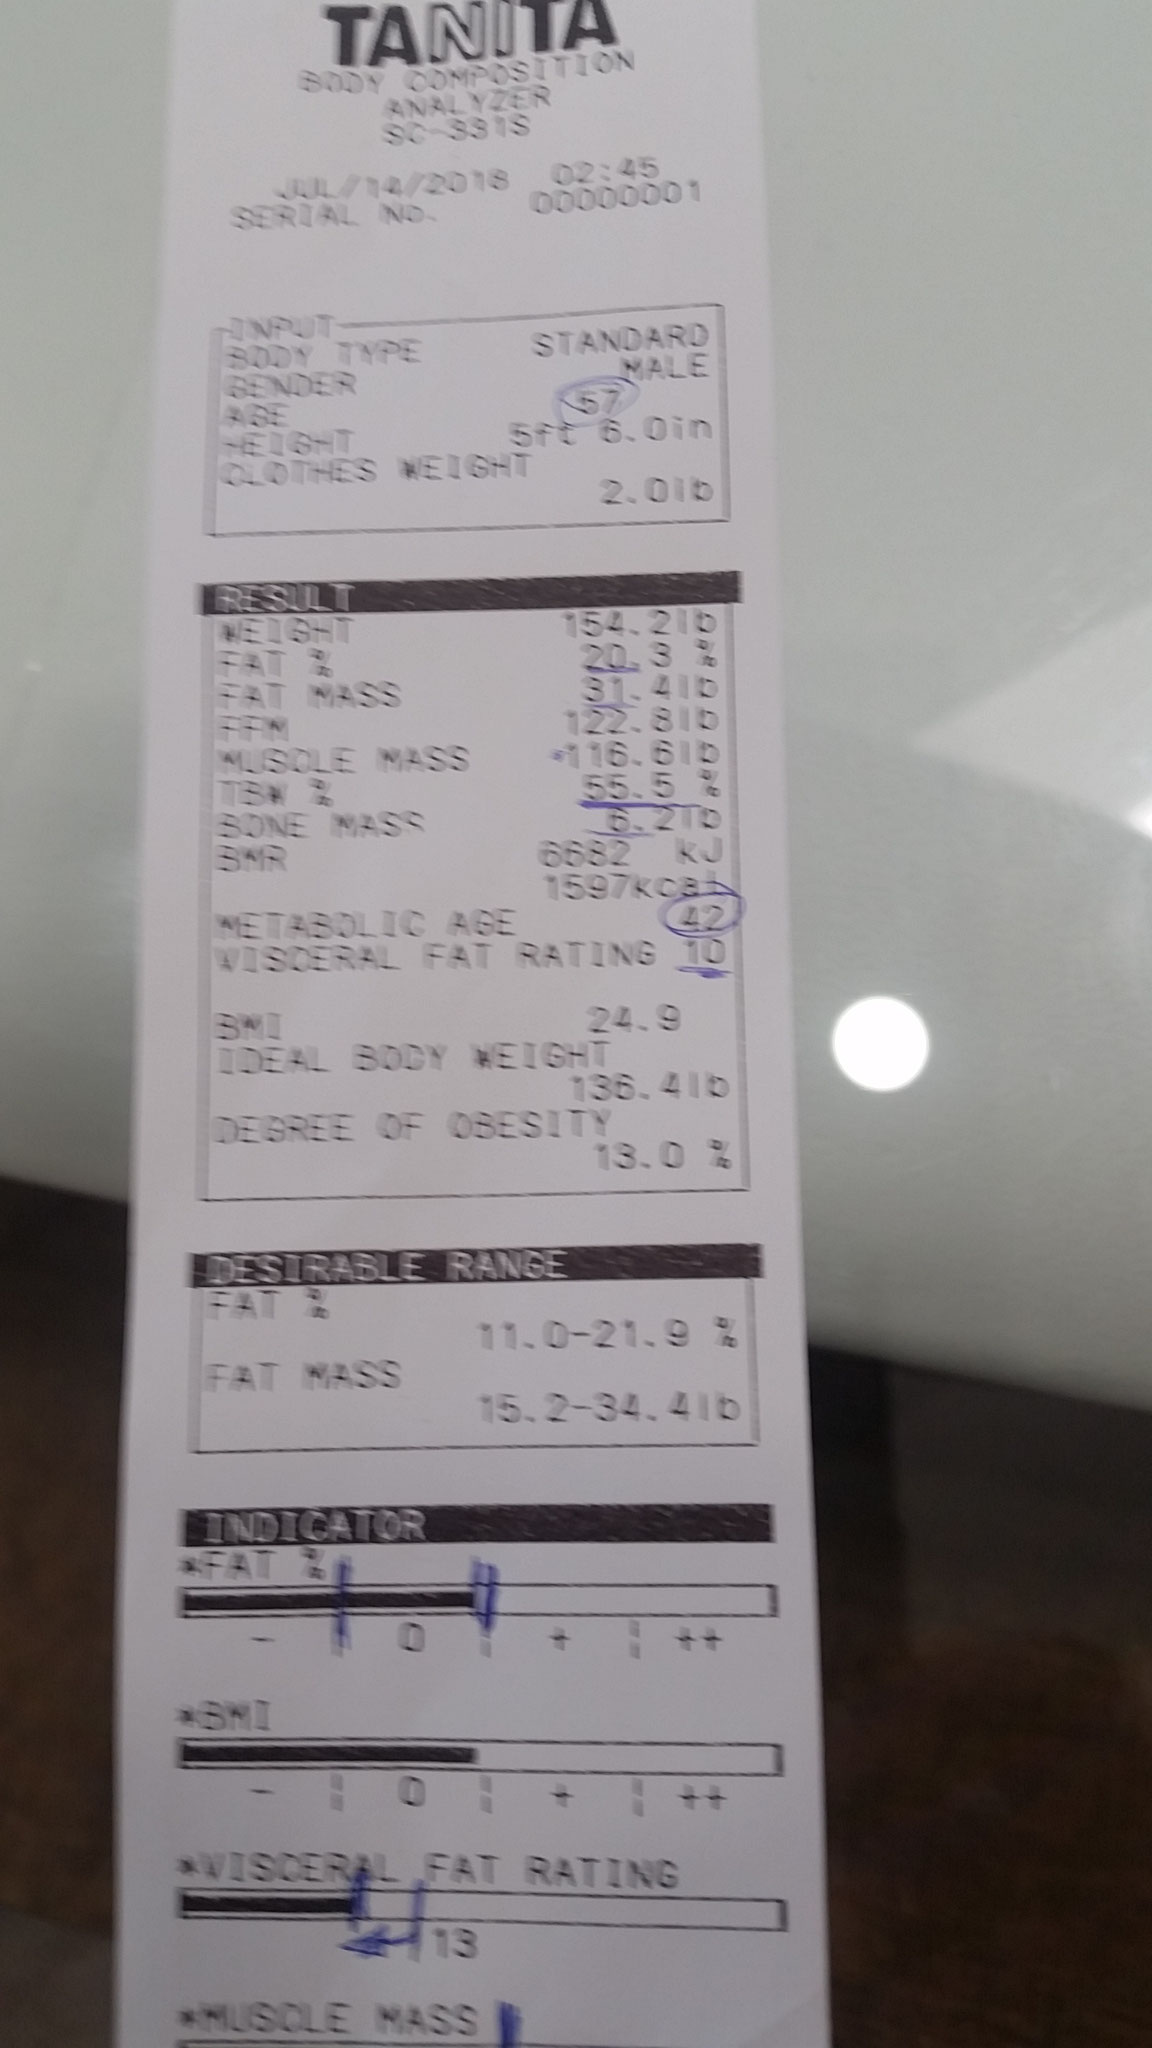 TANITA
BODY COMPOSITION
ANALYZER
SC-331S
JUL/14/2018 02:45
SERIAL NO. 00000001
INPUT
BODY TYPE STANDARD
GENDER MALE
AGE 57
HEIGHT 5ft 6.0in
CLOTHES WEIGHT
2.0lb
RESULT
WEIGHT 154.2lb
FAT % 20.3 %
FAT MASS 31.4lb
FFM 122.8lb
MUSCLE MASS 116.6lb
TBW % 55.5 %
BONE MASS 6.2lb
BMR 6682 kJ
1597kcal
METABOLIC AGE 42
VISCERAL FAT RATING 10
BMI 24.9
IDEAL BODY WEIGHT
136.4lb
DEGREE OF OBESITY
13.0 %
DESIRABLE RANGE
FAT %
11.0-21.9 %
FAT MASS
15.2-34.4lb
INDICATOR
*FAT %
- 0 + ++
*BMI
- 0 + ++
*VISCERAL FAT RATING
13
*MUSCLE MASS